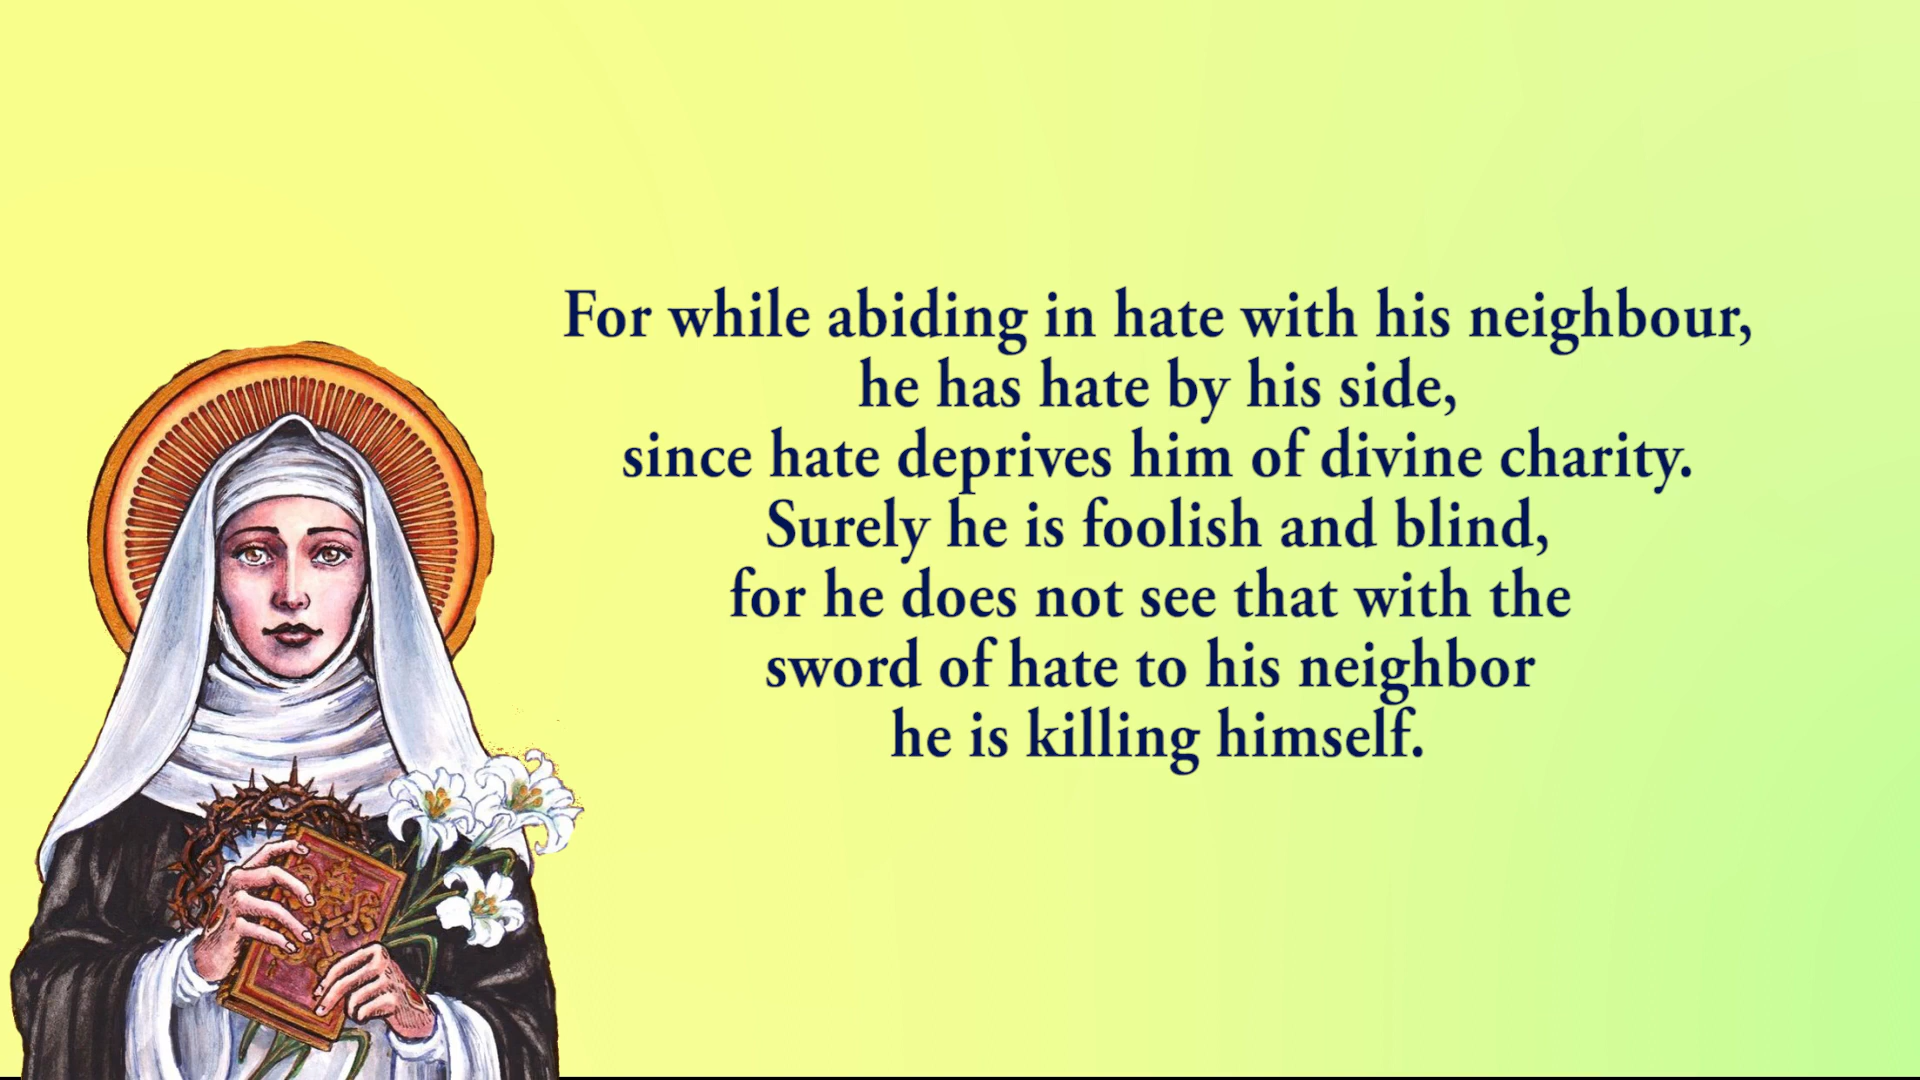 For while abiding in hate with his neighbour,
he has hate by his side,
since hate deprives him of divine charity.
Surely he is foolish and blind,
for he does not see that with the
sword of hate to his neighbor
he is killing himself.